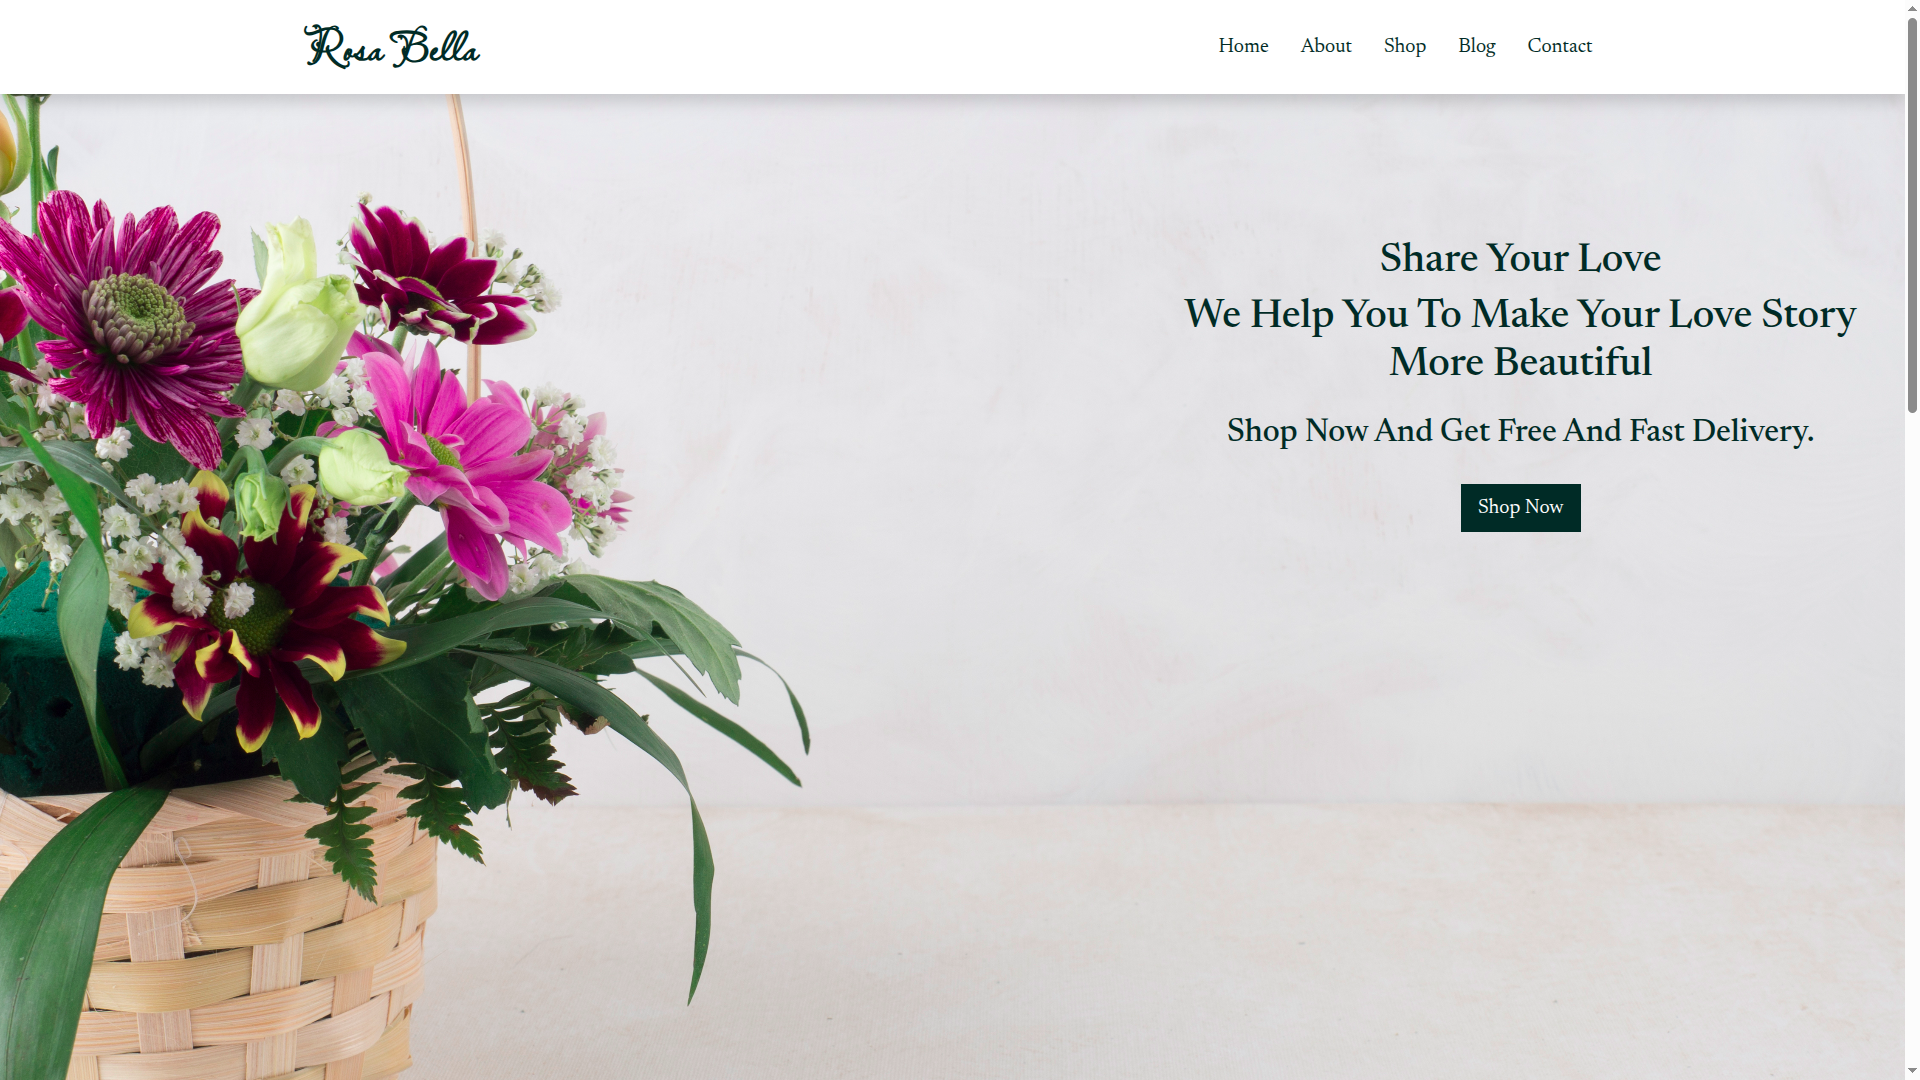 Rosa Bella
Home About Shop Blog Contact
Share Your Love
We Help You To Make Your Love Story
More Beautiful
Shop Now And Get Free And Fast Delivery.
Shop Now